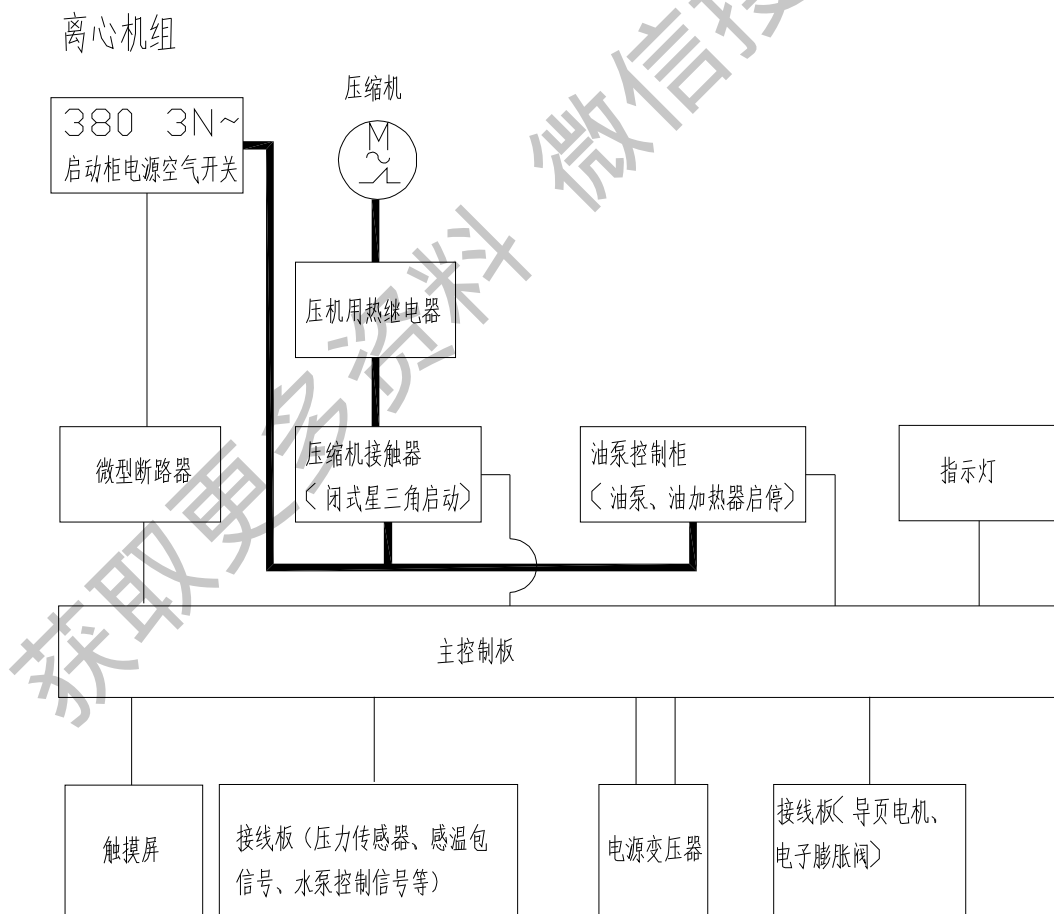 离心机组
压缩机
380 3N~
启动柜电源空气开关
M
压机用热继电器
微型断路器
压缩机接触器
（闭式星三角启动）
油泵控制柜
（油泵、油加热器启停）
指示灯
主控制板
触摸屏
接线板（压力传感器、感温包
信号、水泵控制信号等）
电源变压器
接线板（导页电机、
电子膨胀阀）
获取更多资料 微信搜